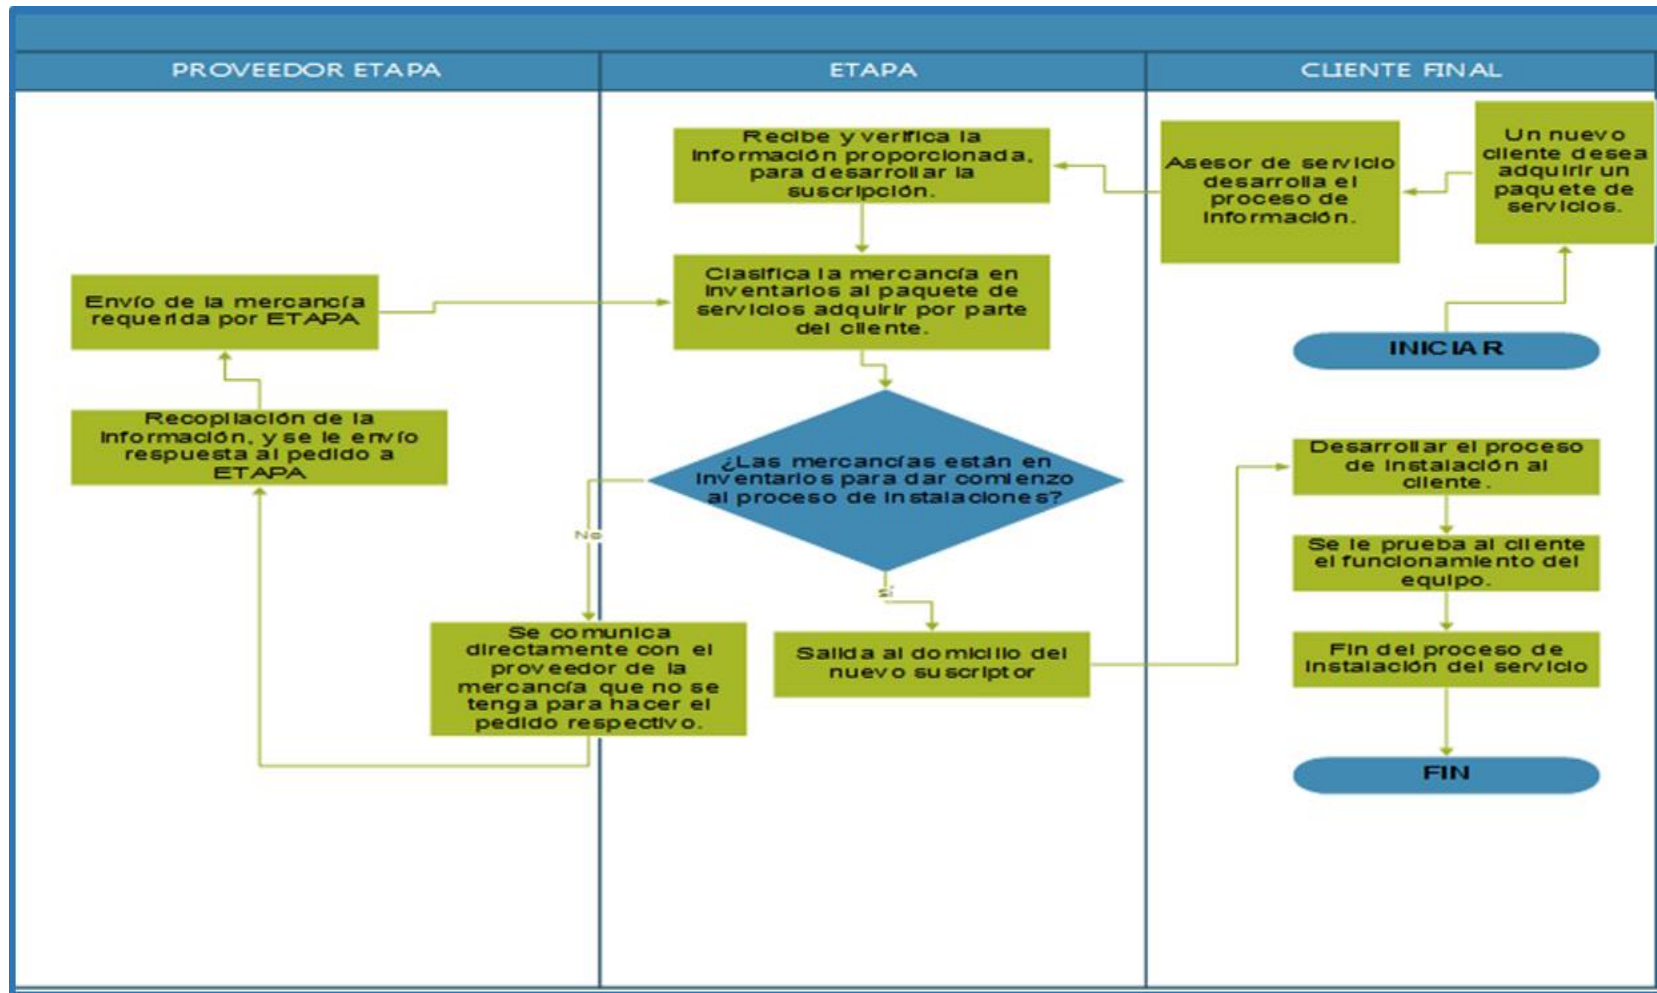 PROVEEDOR ETAPA
ETAPA
CLIENTE FINAL
Un nuevo
cliente desea
adquirir un
paquete de
servicios.
Asesor de servicio
desarrolla el
proceso de
información.
Recibe y verifica la
información proporcionada,
para desarrollar la
suscripción.
Clasifica la mercancía en
inventarios al paquete de
servicios adquirir por parte
del cliente.
Envío de la mercancía
requerida por ETAPA
INICIAR
Recopilación de la
información, y se le envío
respuesta al pedido a
ETAPA
¿Las mercancías están en
inventarios para dar comienzo
al proceso de instalaciones?
No
Si
Se comunica
directamente con el
proveedor de la
mercancía que no se
tenga para hacer el
pedido respectivo.
Salida al domicilio del
nuevo suscriptor
Desarrollar el proceso
de instalación al
cliente.
Se le prueba al cliente
el funcionamiento del
equipo.
Fin del proceso de
instalación del servicio
FIN